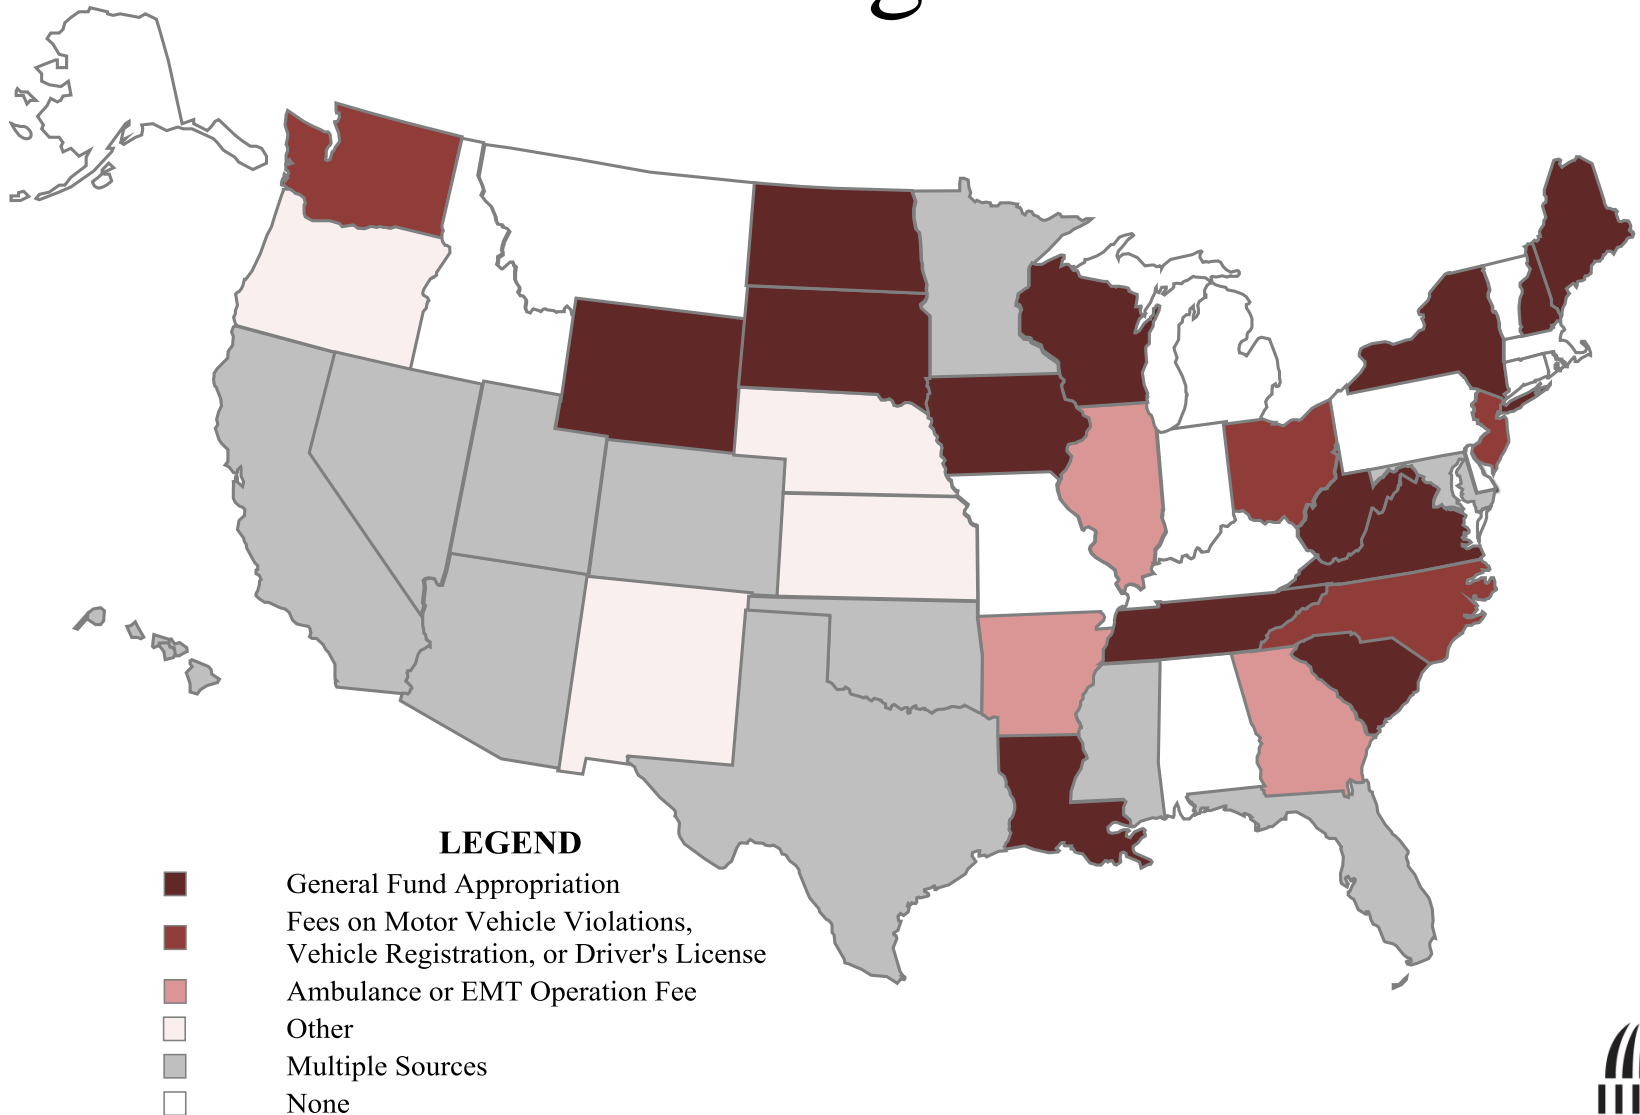 LEGEND
General Fund Appropriation
Fees on Motor Vehicle Violations,
Vehicle Registration, or Driver's License
Ambulance or EMT Operation Fee
Other
Multiple Sources
None